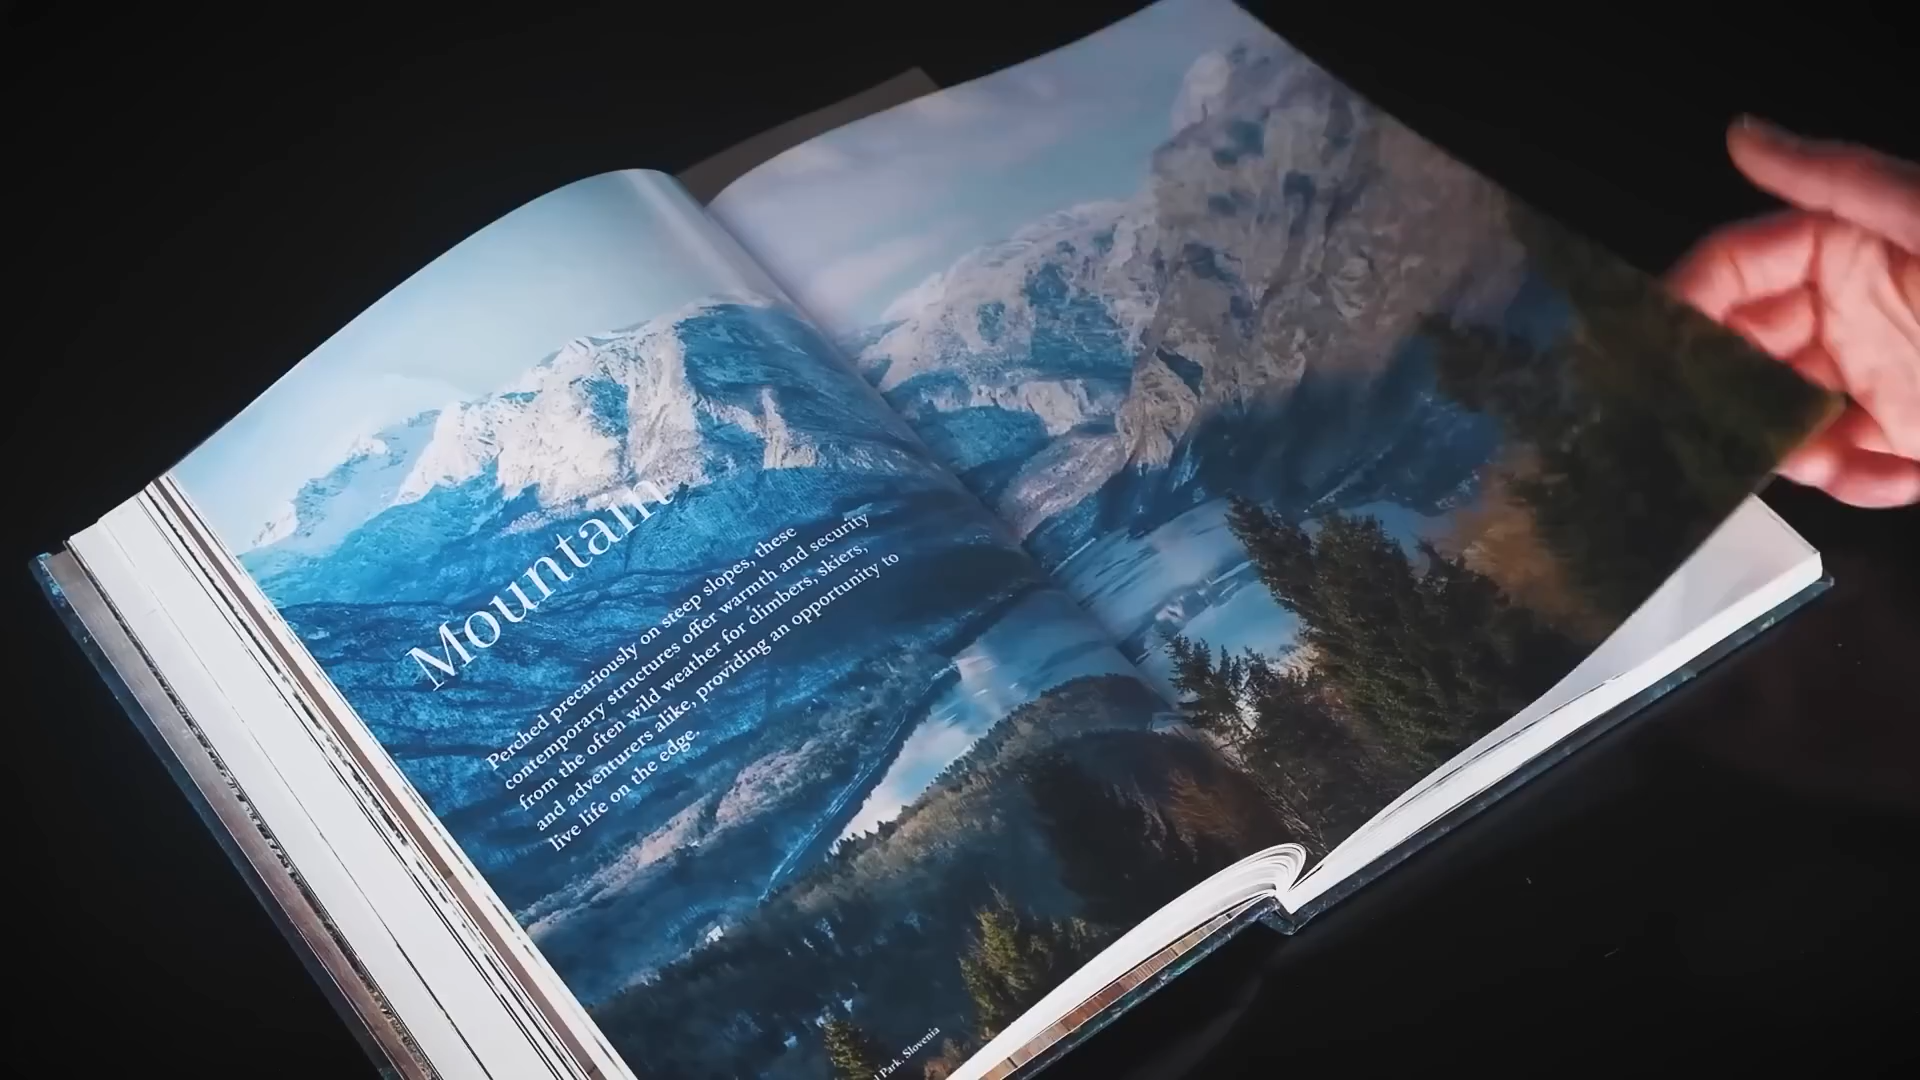 Mountain
Perched precariously on steep slopes, these
contemporary structures offer warmth and security
from the often wild weather for climbers, skiers,
and adventurers alike, providing an opportunity to
live life on the edge.
Park, Slovenia